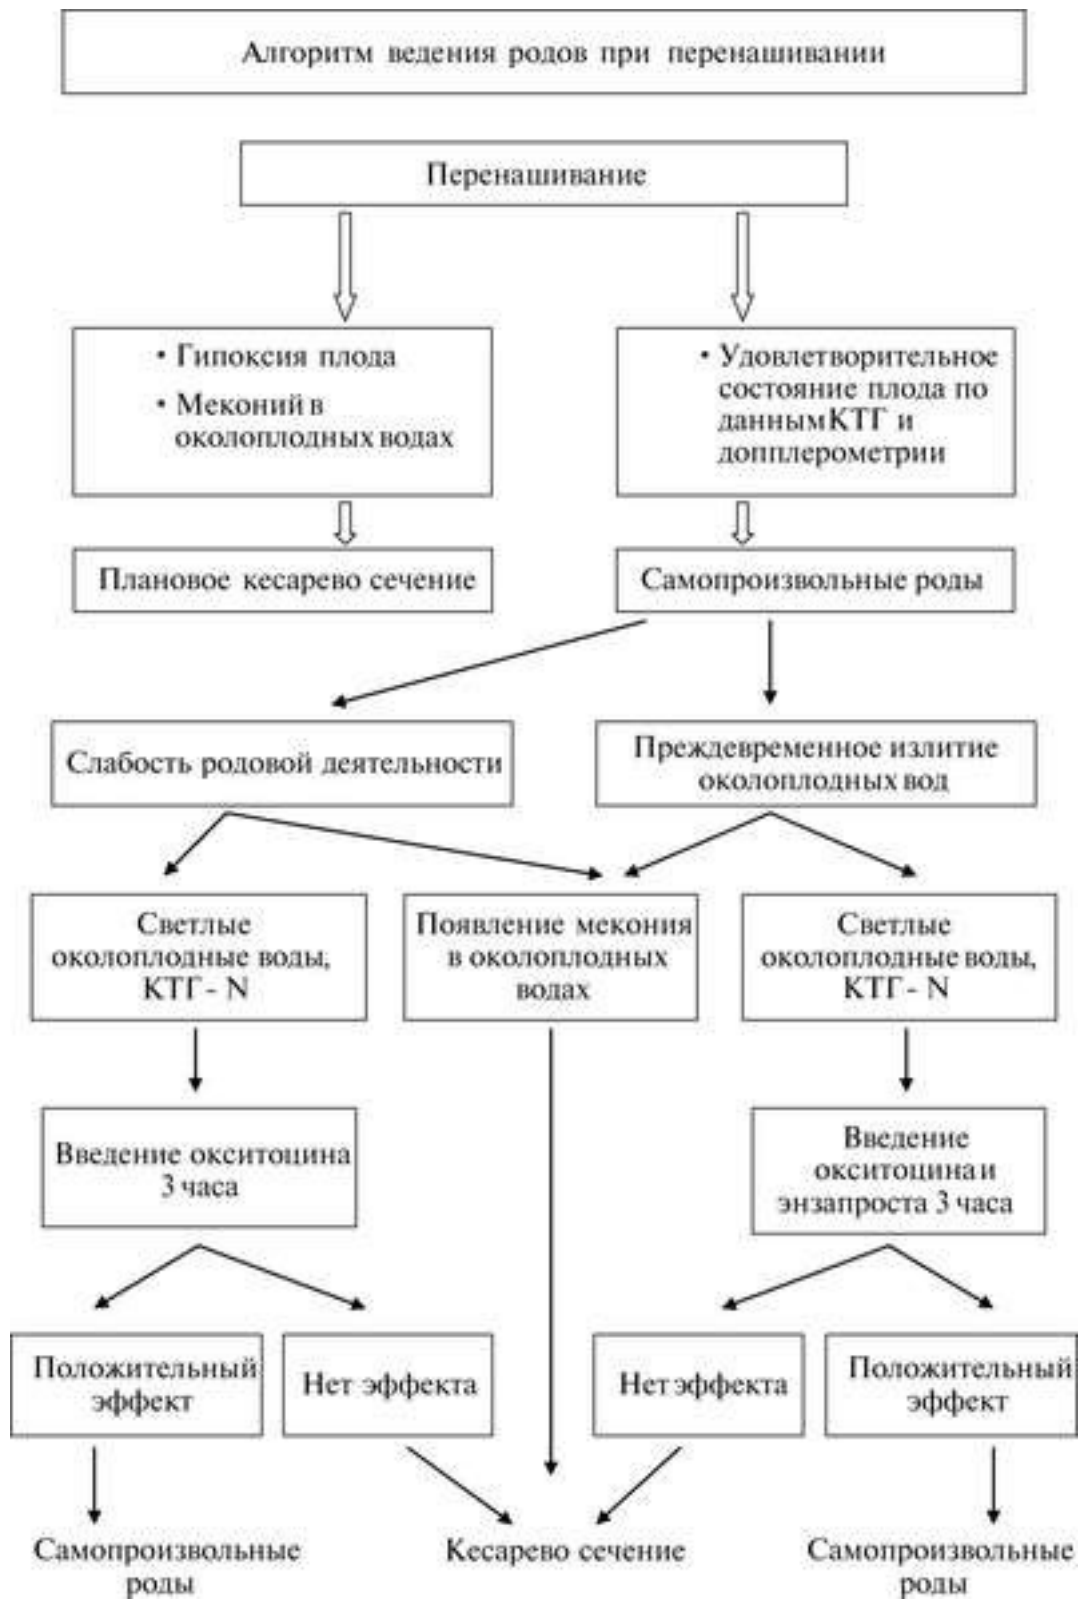 Алгоритм ведения родов при перенашивании
Перенашивание
• Гипоксия плода
• Меконий в
околоплодных водах
• Удовлетворительное
состояние плода по
данным КТГ и
допплерометрии
Плановое кесарево сечение
Самопроизвольные роды
Слабость родовой деятельности
Преждевременное излитие
околоплодных вод
Светлые
околоплодные воды,
КТГ - N
Появление мекония
в околоплодных
водах
Светлые
околоплодные воды,
КТГ - N
Введение окситоцина
3 часа
Введение
окситоцина и
энзапроста 3 часа
Положительный
эффект
Нет эффекта
Нет эффекта
Положительный
эффект
Самопроизвольные
роды
Кесарево сечение
Самопроизвольные
роды